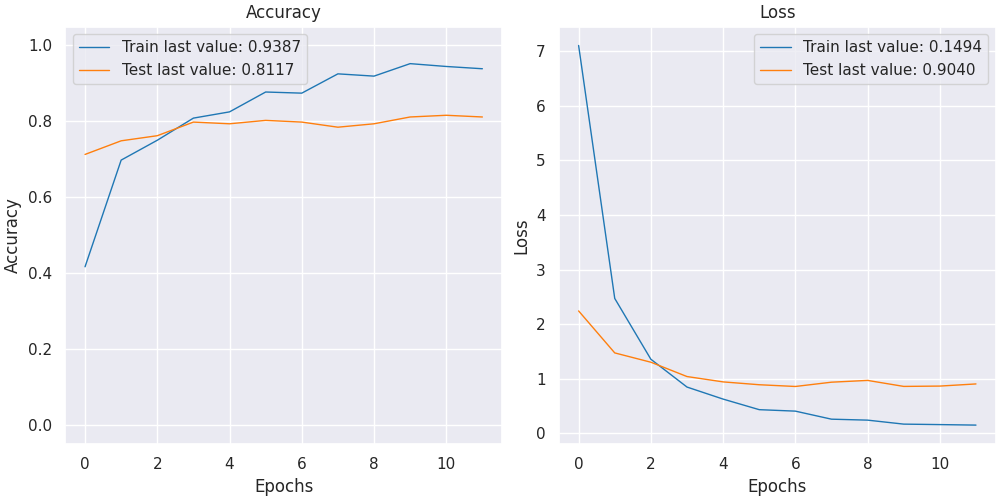 Accuracy
Train last value: 0.9387
Test last value: 0.8117
1.0
0.8
0.6
0.4
0.2
0.0
Accuracy
0 2 4 6 8 10
Epochs
Loss
Train last value: 0.1494
Test last value: 0.9040
7
6
5
4
3
2
1
0
Loss
0 2 4 6 8 10
Epochs